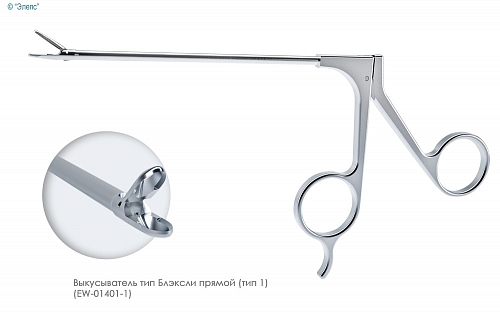 © "Элепс"
Выкусыватель тип Блэксли прямой (тип 1)
(EW-01401-1)